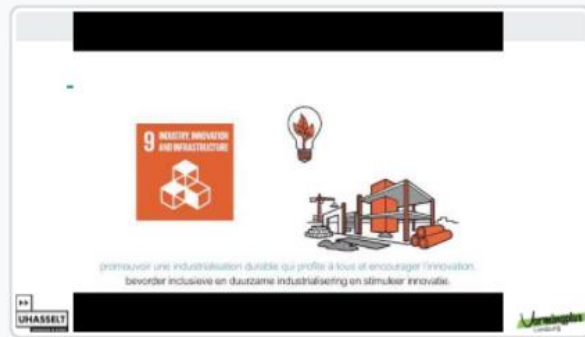 9 INDUSTRY, INNOVATION
AND INFRASTRUCTURE
promouvoir une industrialisation durable qui profite à tous et encourager l'innovation.
bevorder inclusieve en duurzame industrialisering en stimuleer innovatie.
UHASSELT
Vormingplus